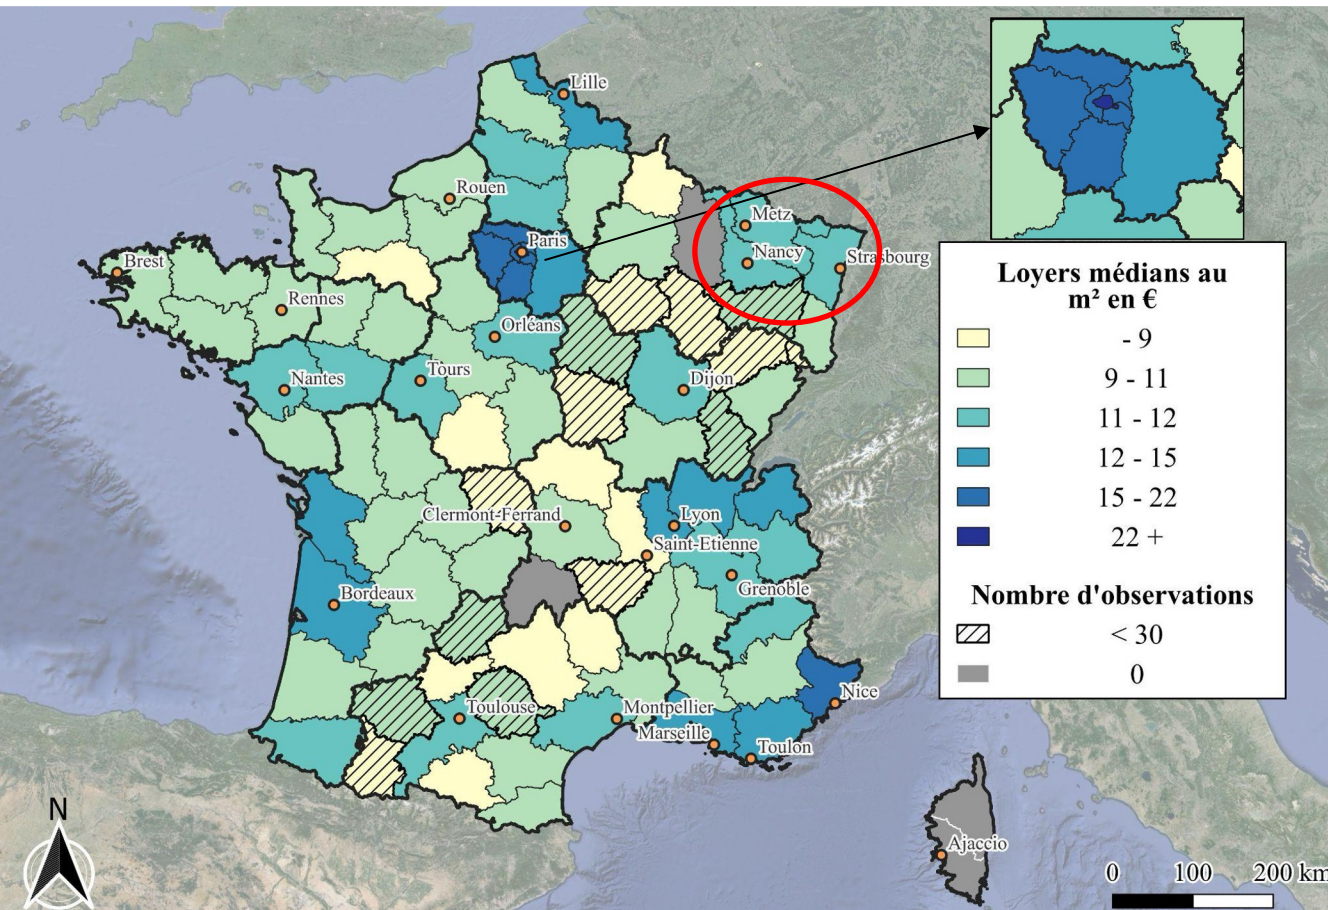 Lille
Rouen
Metz
Paris
Nancy
Strasbourg
Brest
Rennes
Orléans
Nantes
Tours
Dijon
Clermont-Ferrand
Lyon
Saint-Etienne
Grenoble
Bordeaux
Nice
Toulouse
Montpellier
Marseille
Toulon
Ajaccio
N
Loyers médians au
m² en €
- 9
9 - 11
11 - 12
12 - 15
15 - 22
22 +
Nombre d'observations
< 30
0
0 100 200 km